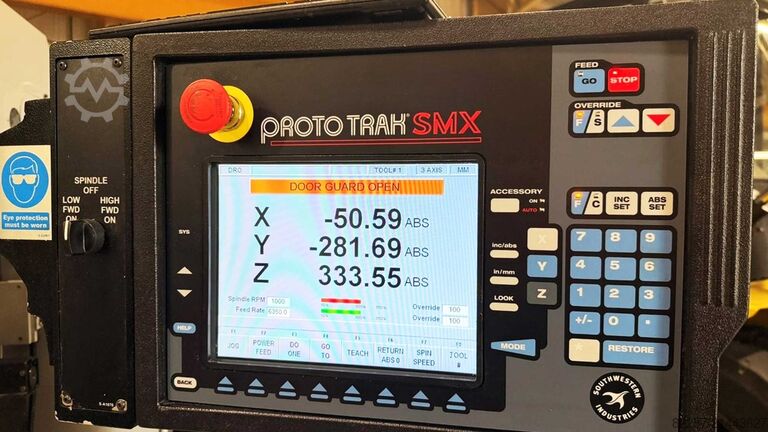 FEED
GO STOP
OVERRIDE
F S
PROTO TRAK® SMX
DRO TOOL# 1 3 AXIS MM
DOOR GUARD OPEN
X -50.59 ABS
Y -281.69 ABS
Z 333.55 ABS
Spindle RPM 1000
Override 100
Feed Rate 6350.0
Override 100
JOG
POWER FEED
DO ONE
GO TO
TEACH
RETURN ABS 0
SPIN SPEED
TOOL #
SPINDLE
OFF
LOW FWD ON
HIGH FWD ON
Eye protection
must be worn
SYS
HELP
BACK
ACCESSORY
ON
AUTO
F C
INC SET
ABS SET
inc/abs
in/mm
LOOK
X
Y
Z
7 8 9
4 5 6
1 2 3
+/- 0 .
RESTORE
MODE
SOUTHWESTERN
INDUSTRIES